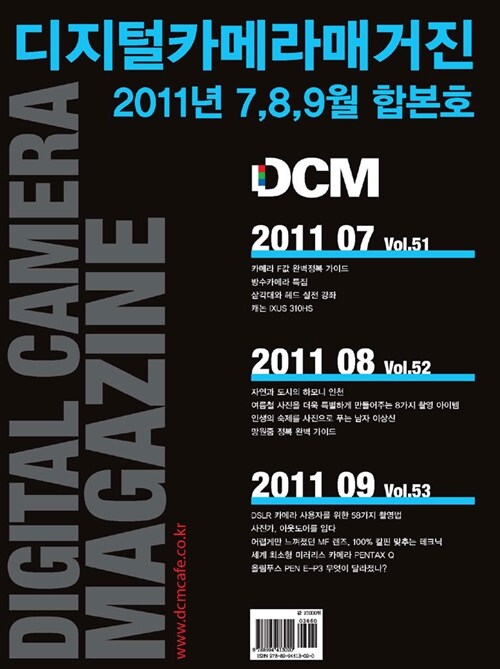 디지털카메라매거진
2011년 7,8,9월 합본호
DIGITAL CAMERA
MAGAZINE
www.dcmcafe.co.kr
DCM
2011 07 Vol.51
카메라 F값 완벽정복 가이드
방수카메라 특집
삼각대와 헤드 실전 강좌
캐논 IXUS 310HS
2011 08 Vol.52
자연과 도시의 하모니 인천
여름철 사진을 더욱 특별하게 만들어주는 8가지 촬영 아이템
인생의 숙제를 사진으로 푸는 남자 이상신
망원줌 정복 완벽 가이드
2011 09 Vol.53
DSLR 카메라 사용자를 위한 58가지 촬영법
사진가, 아웃도어를 입다
어렵게만 느껴졌던 MF 렌즈, 100% 칼핀 맞추는 테크닉
세계 최소형 미러리스 카메라 PENTAX Q
올림푸스 PEN E-P3 무엇이 달라졌나?
03660